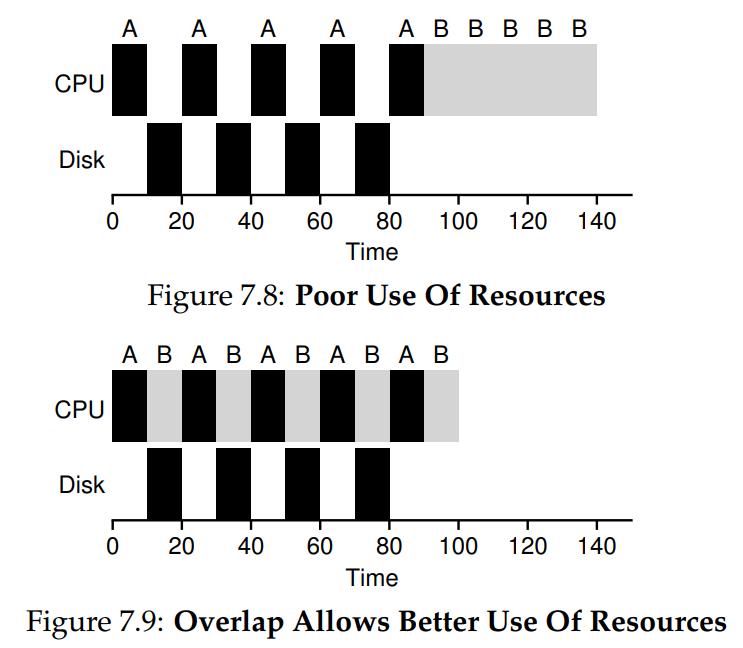 A A A A A B B B B B
CPU
Disk
0 20 40 60 80 100 120 140
Time
Figure 7.8: Poor Use Of Resources
A B A B A B A B A B
CPU
Disk
0 20 40 60 80 100 120 140
Time
Figure 7.9: Overlap Allows Better Use Of Resources